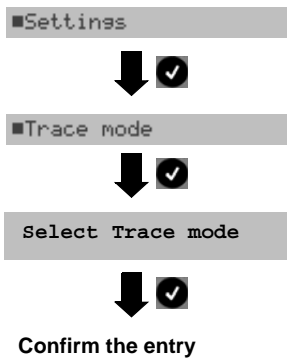 ■Settings
■Trace mode
Select Trace mode
Confirm the entry